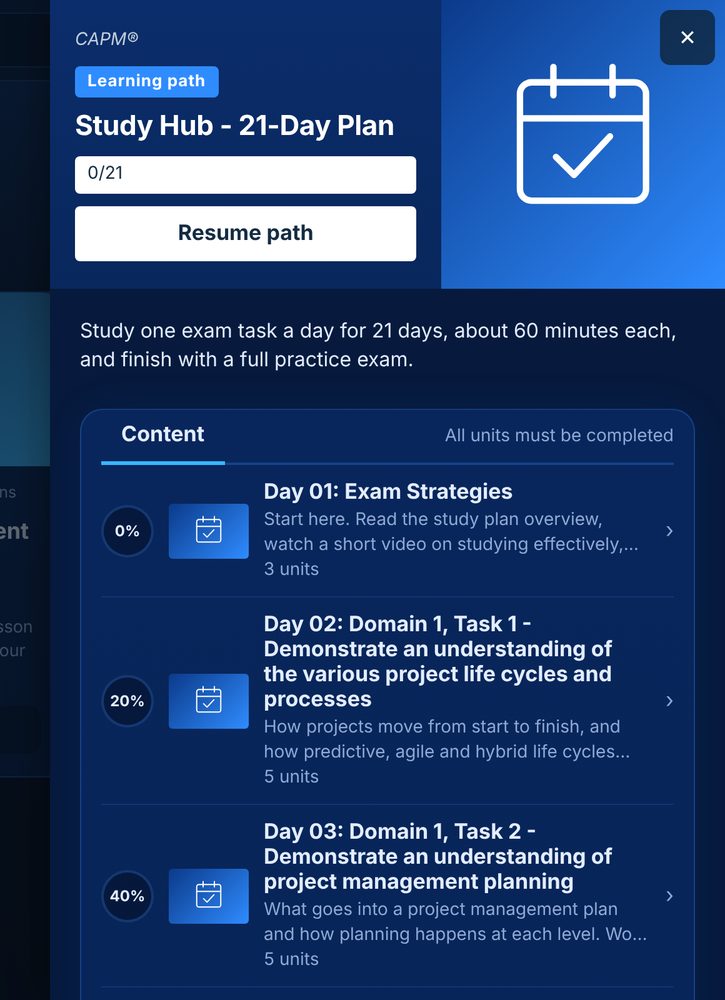 CAPM®
Learning path
Study Hub - 21-Day Plan
0/21
Resume path
Study one exam task a day for 21 days, about 60 minutes each,
and finish with a full practice exam.
Content
All units must be completed
0%
Day 01: Exam Strategies
Start here. Read the study plan overview,
watch a short video on studying effectively,...
3 units
20%
Day 02: Domain 1, Task 1 -
Demonstrate an understanding of
the various project life cycles and
processes
How projects move from start to finish, and
how predictive, agile and hybrid life cycles...
5 units
40%
Day 03: Domain 1, Task 2 -
Demonstrate an understanding of
project management planning
What goes into a project management plan
and how planning happens at each level. Wo...
5 units
ns
ent
sson
our